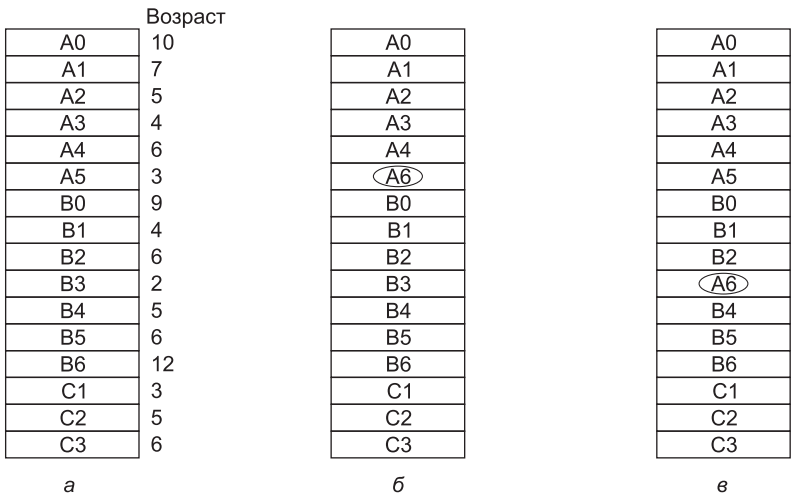 Возраст
A0 10 A0 A0
A1 7 A1 A1
A2 5 A2 A2
A3 4 A3 A3
A4 6 A4 A4
A5 3 A6 A5
B0 9 B0 B0
B1 4 B1 B1
B2 6 B2 B2
B3 2 B3 A6
B4 5 B4 B4
B5 6 B5 B5
B6 12 B6 B6
C1 3 C1 C1
C2 5 C2 C2
C3 6 C3 C3
а б в